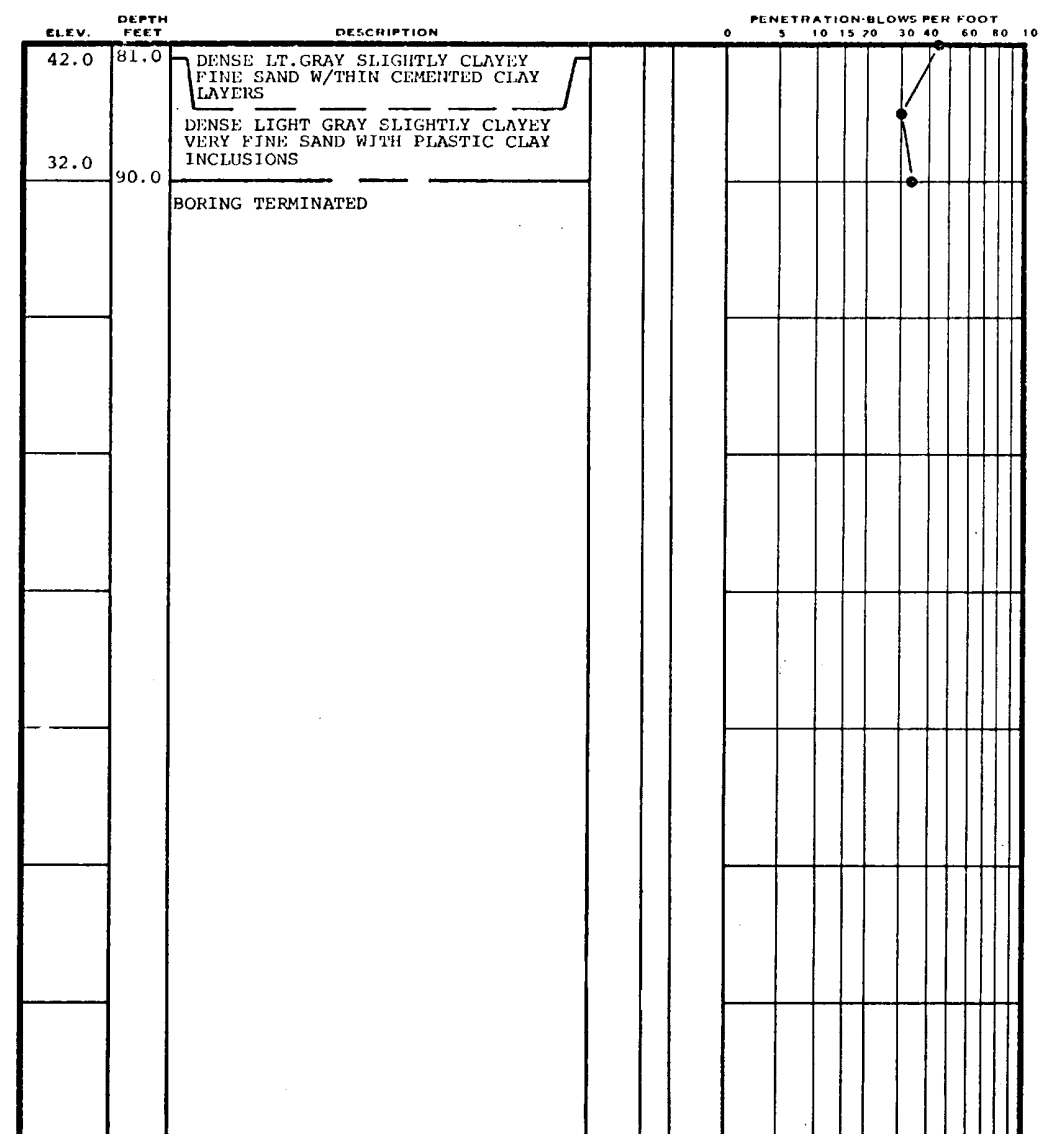 DEPTH
ELEV. FEET DESCRIPTION
PENETRATION-BLOWS PER FOOT
0 5 10 15 20 30 40 60 80 10
42.0 81.0
DENSE LT.GRAY SLIGHTLY CLAYEY
FINE SAND W/THIN CEMENTED CLAY
LAYERS
DENSE LIGHT GRAY SLIGHTLY CLAYEY
VERY FINE SAND WITH PLASTIC CLAY
INCLUSIONS
32.0
90.0
BORING TERMINATED